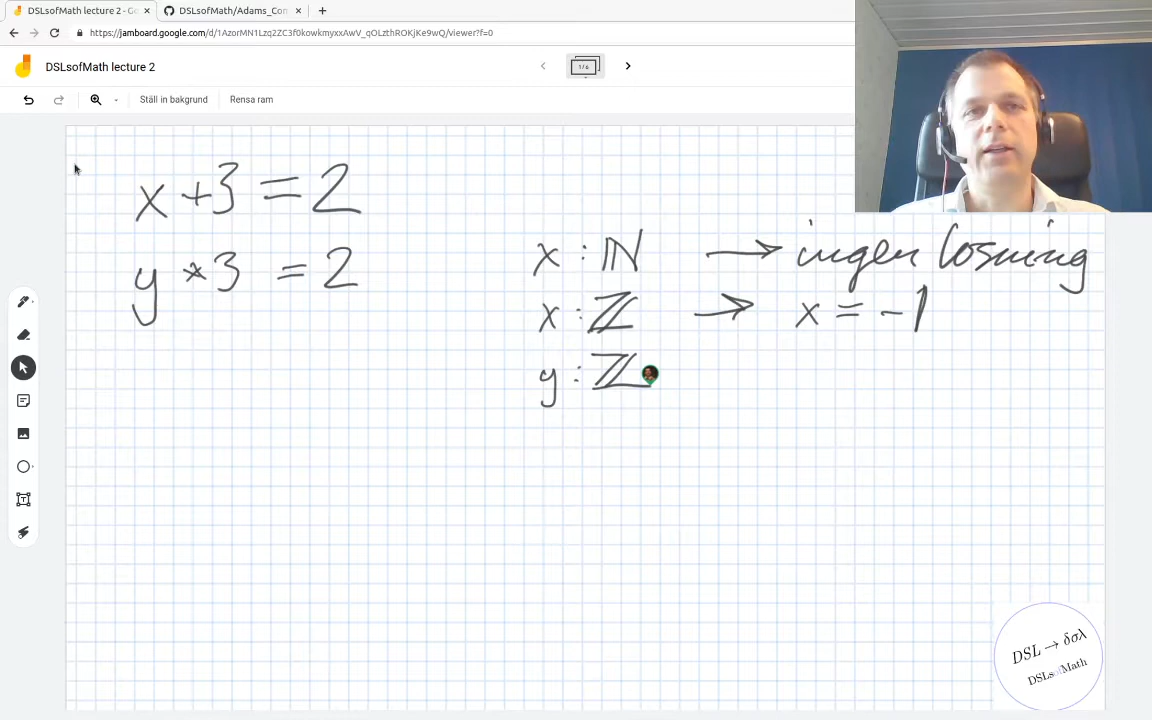 DSLsofMath lecture 2 - Ge
DSLsofMath/Adams_Con
https://jamboard.google.com/d/1AzorMN1Lzq2ZC3f0kowkmyxxAwV_qOLzthROKjKe9wQ/viewer?f=0
DSLsofMath lecture 2
1/6
Ställ in bakgrund
Rensa ram
x + 3 = 2
y * 3 = 2
x : ℕ → ingen lösning
x : ℤ → x = -1
y : ℤ
DSL → δσλ
DSLsofMath